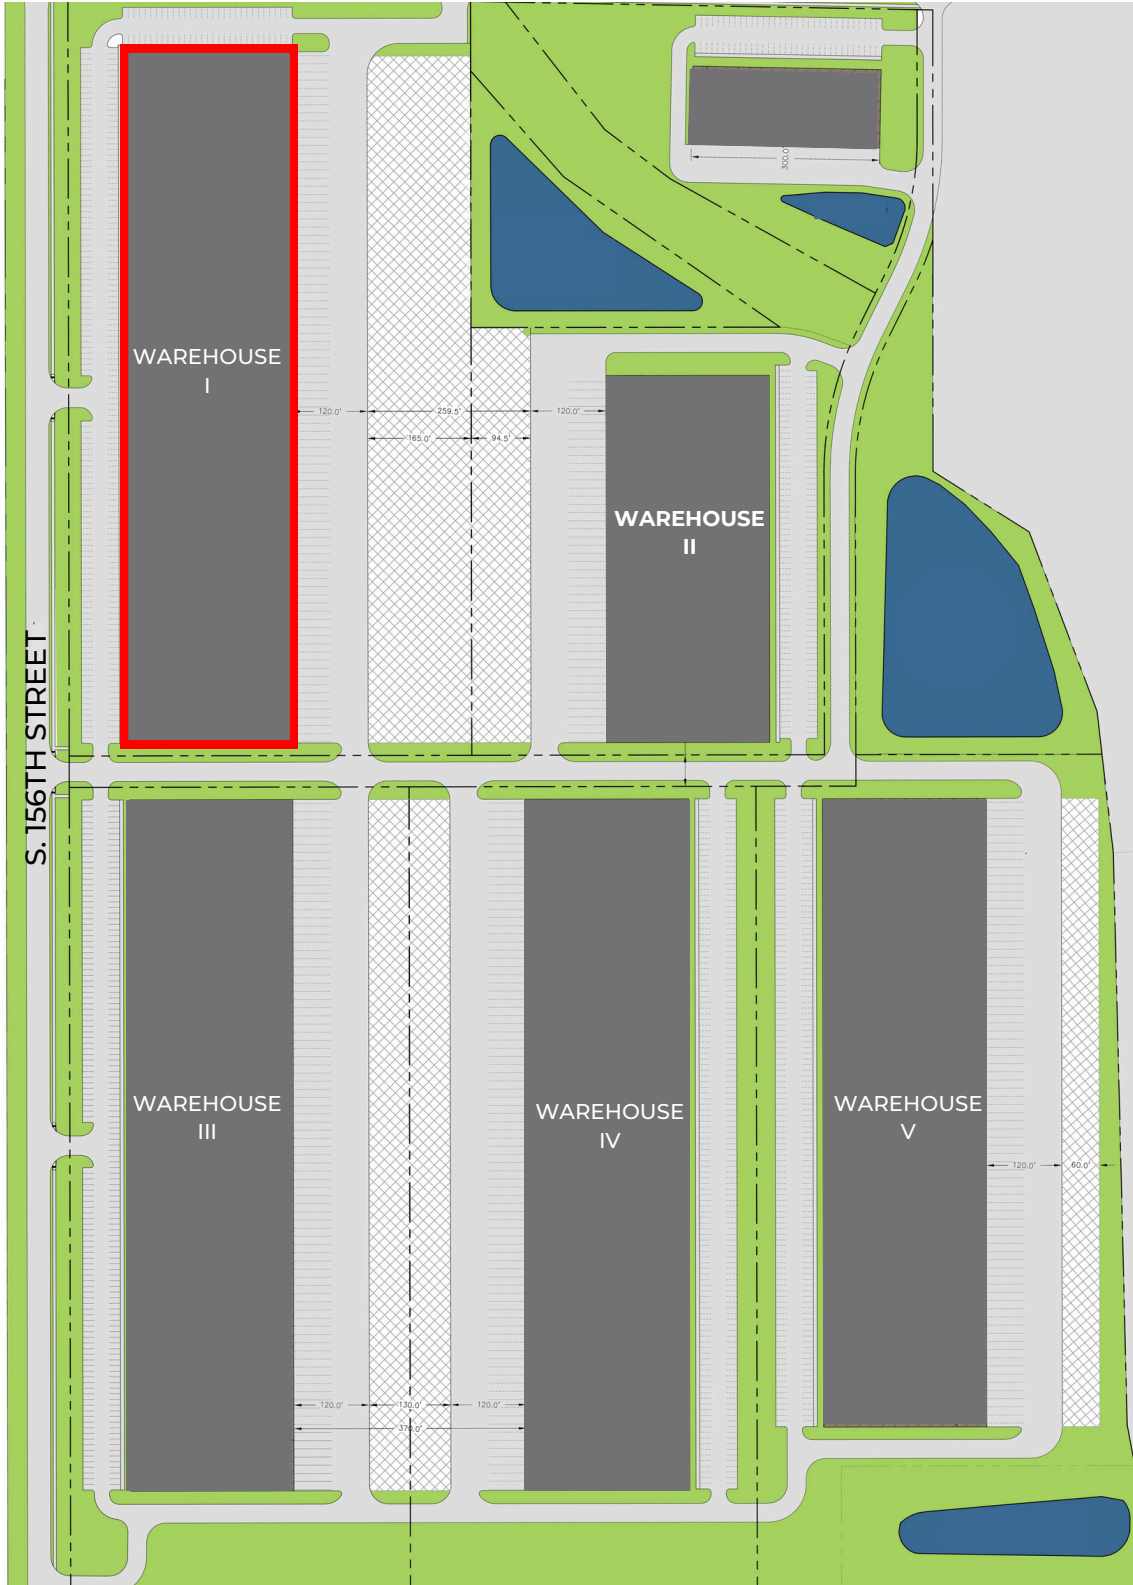 300.0'
WAREHOUSE
I
120.0'
259.5'
120.0'
165.0'
94.5'
WAREHOUSE
II
S. 156TH STREET
WAREHOUSE
III
WAREHOUSE
IV
WAREHOUSE
V
120.0'
60.0'
120.0'
130.0'
120.0'
370.0'